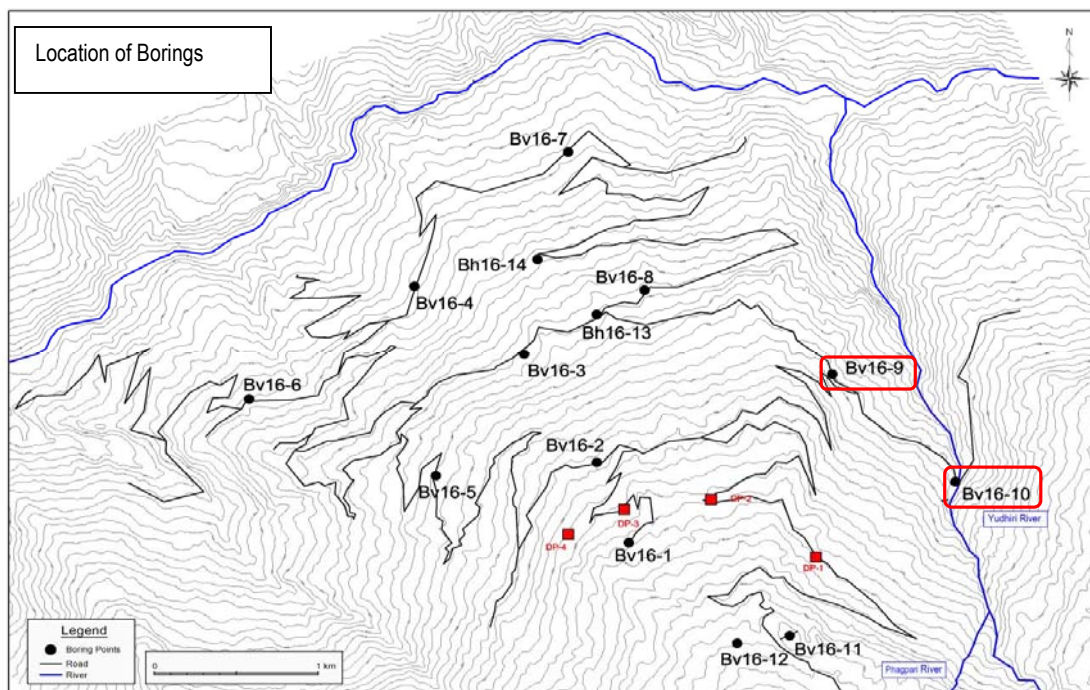 Location of Borings
N
Bv16-7
Bh16-14
Bv16-8
Bv16-4
Bh16-13
Bv16-3
Bv16-9
Bv16-6
Bv16-2
Bv16-5
Bv16-10
DP-2
DP-3
Yudhiri River
DP-4
Bv16-1
DP-1
Bv16-11
Bv16-12
Phagpari River
Legend
Boring Points
Road
River
0 1 km